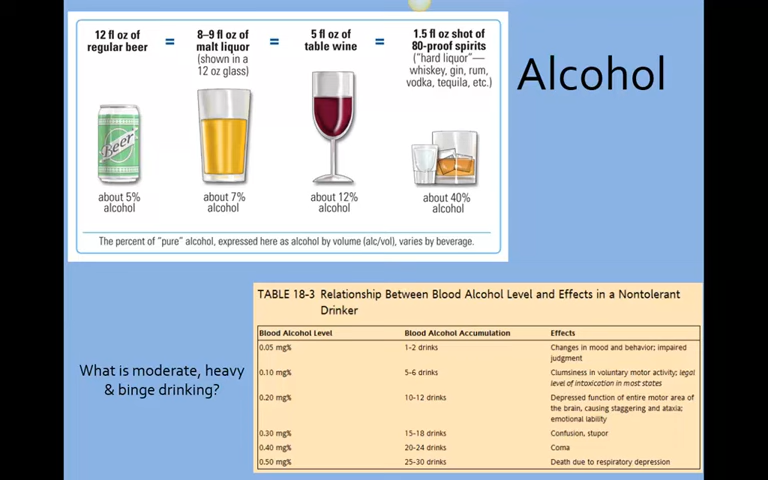 12 fl oz of
regular beer
=
8–9 fl oz of
malt liquor
(shown in a
12 oz glass)
=
5 fl oz of
table wine
=
1.5 fl oz shot of
80-proof spirits
("hard liquor"—
whiskey, gin, rum,
vodka, tequila, etc.)
Alcohol
Beer
about 5%
alcohol
about 7%
alcohol
about 12%
alcohol
about 40%
alcohol
The percent of "pure" alcohol, expressed here as alcohol by volume (alc/vol), varies by beverage.
What is moderate, heavy
& binge drinking?
TABLE 18-3 Relationship Between Blood Alcohol Level and Effects in a Nontolerant
Drinker
Blood Alcohol Level Blood Alcohol Accumulation Effects
0.05 mg% 1-2 drinks Changes in mood and behavior; impaired
judgment
0.10 mg% 5-6 drinks Clumsiness in voluntary motor activity; legal
level of intoxication in most states
0.20 mg% 10-12 drinks Depressed function of entire motor area of
the brain, causing staggering and ataxia;
emotional lability
0.30 mg% 15-18 drinks Confusion, stupor
0.40 mg% 20-24 drinks Coma
0.50 mg% 25-30 drinks Death due to respiratory depression